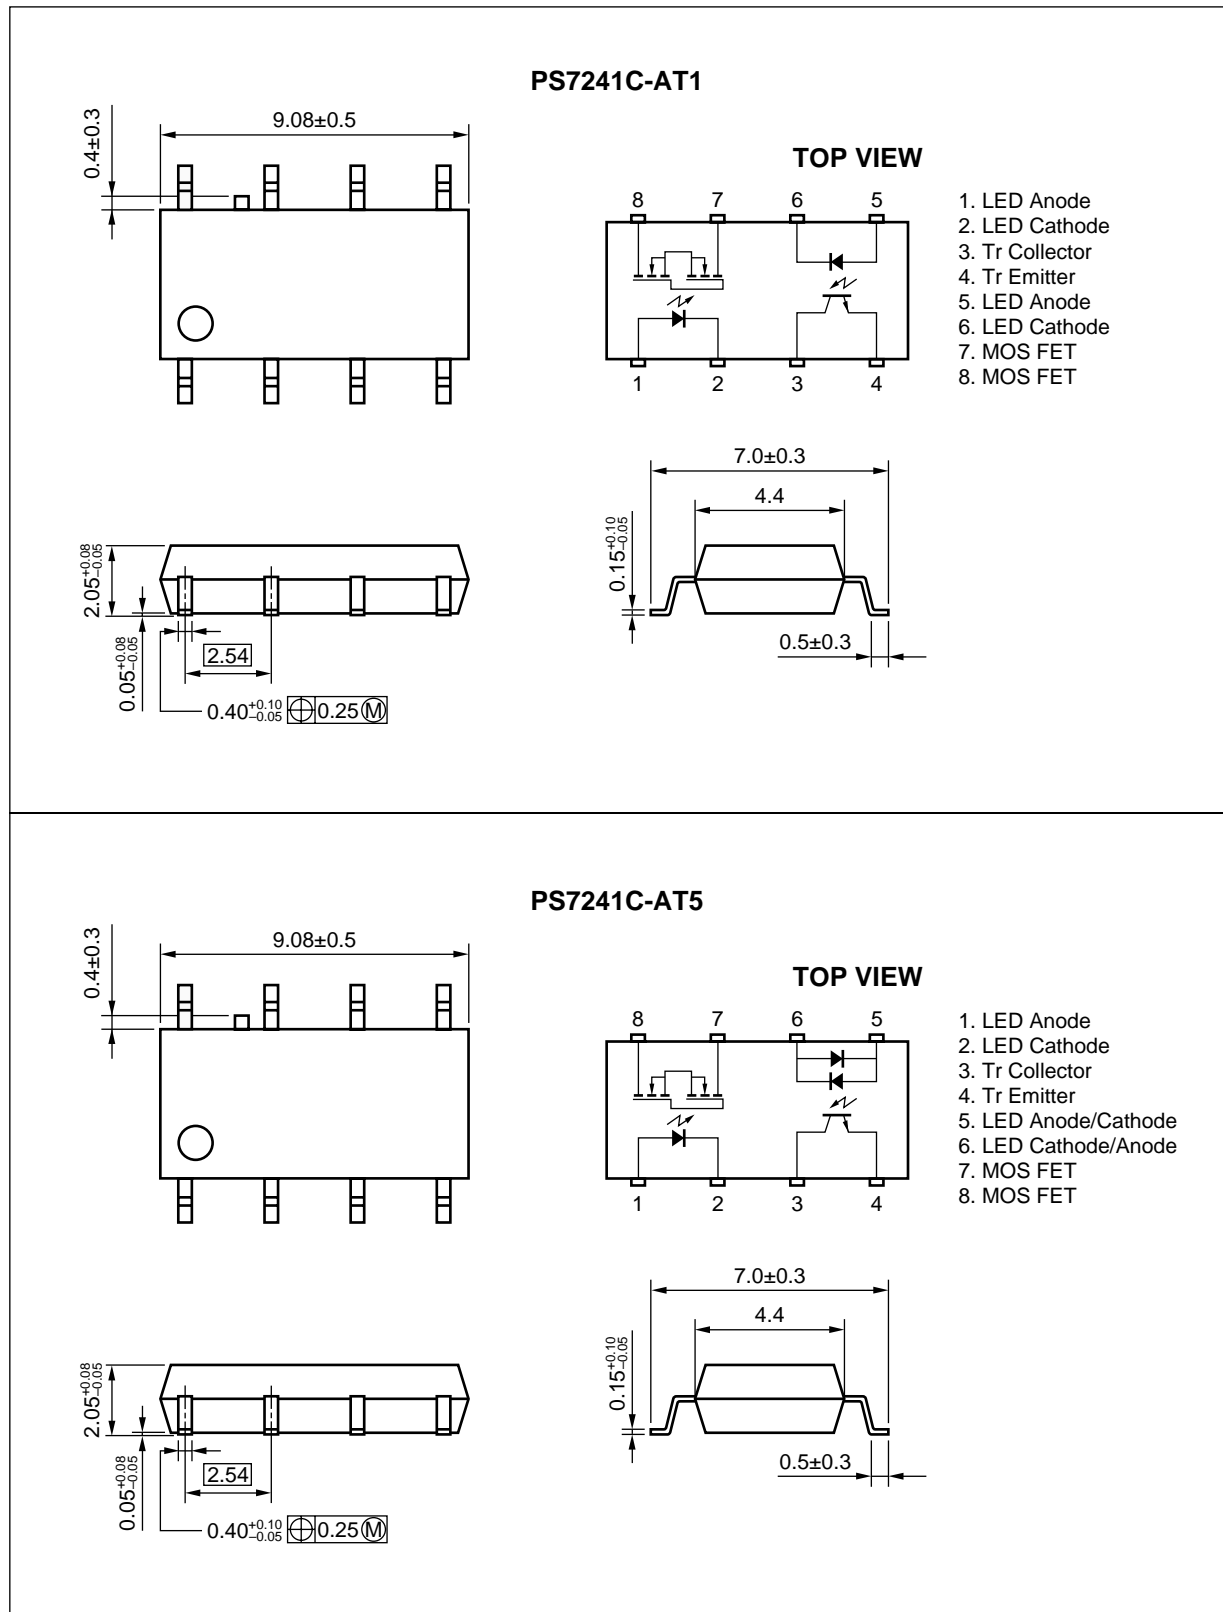 PS7241C-AT1
0.4±0.3
9.08±0.5
TOP VIEW
8 7 6 5
1 2 3 4
1. LED Anode
2. LED Cathode
3. Tr Collector
4. Tr Emitter
5. LED Anode
6. LED Cathode
7. MOS FET
8. MOS FET
2.05+0.08 –0.05
0.05+0.08 –0.05
2.54
0.40+0.10 –0.05 0.25 M
7.0±0.3
4.4
0.15+0.10 –0.05
0.5±0.3
PS7241C-AT5
0.4±0.3
9.08±0.5
TOP VIEW
8 7 6 5
1 2 3 4
1. LED Anode
2. LED Cathode
3. Tr Collector
4. Tr Emitter
5. LED Anode/Cathode
6. LED Cathode/Anode
7. MOS FET
8. MOS FET
2.05+0.08 –0.05
0.05+0.08 –0.05
2.54
0.40+0.10 –0.05 0.25 M
7.0±0.3
4.4
0.15+0.10 –0.05
0.5±0.3